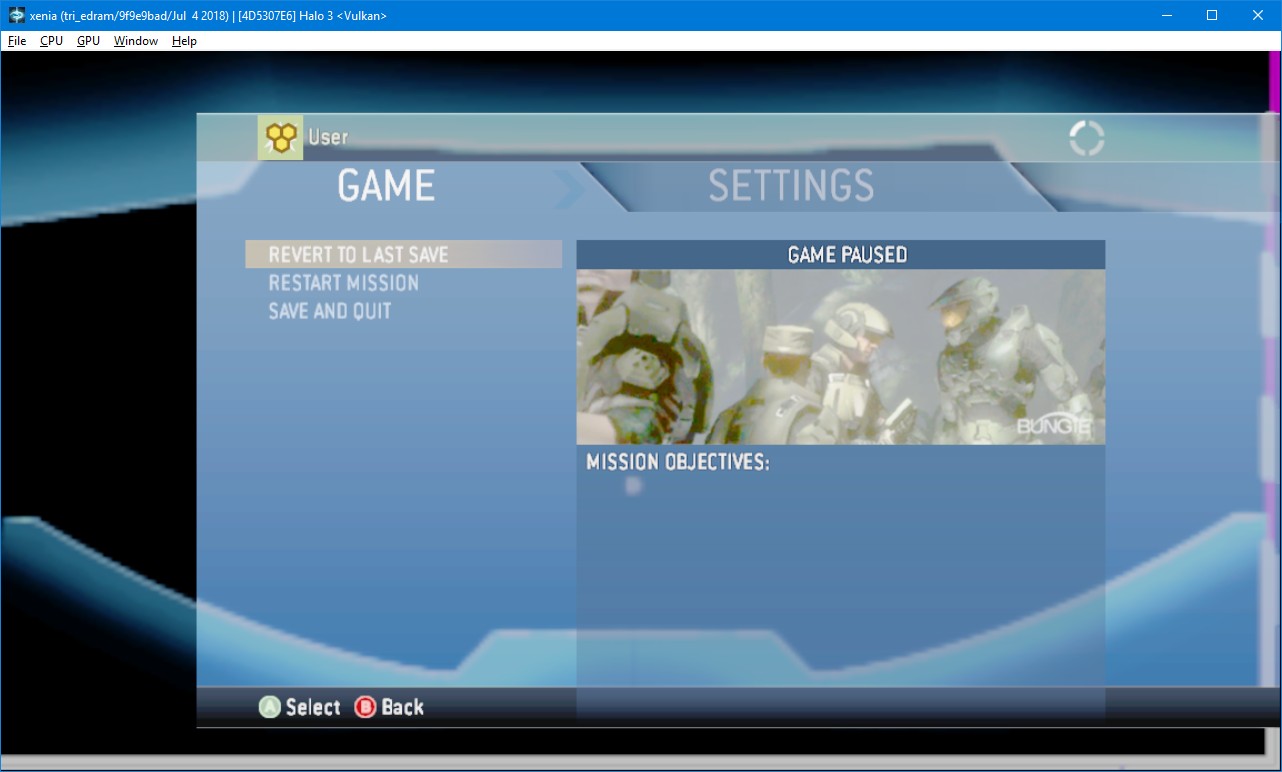 xenia (tri_edram/9f9e9bad/Jul  4 2018) | [4D5307E6] Halo 3 <Vulkan>
File CPU GPU Window Help
User
GAME SETTINGS
REVERT TO LAST SAVE
RESTART MISSION
SAVE AND QUIT
GAME PAUSED
BUNGIE
MISSION OBJECTIVES:
A Select B Back